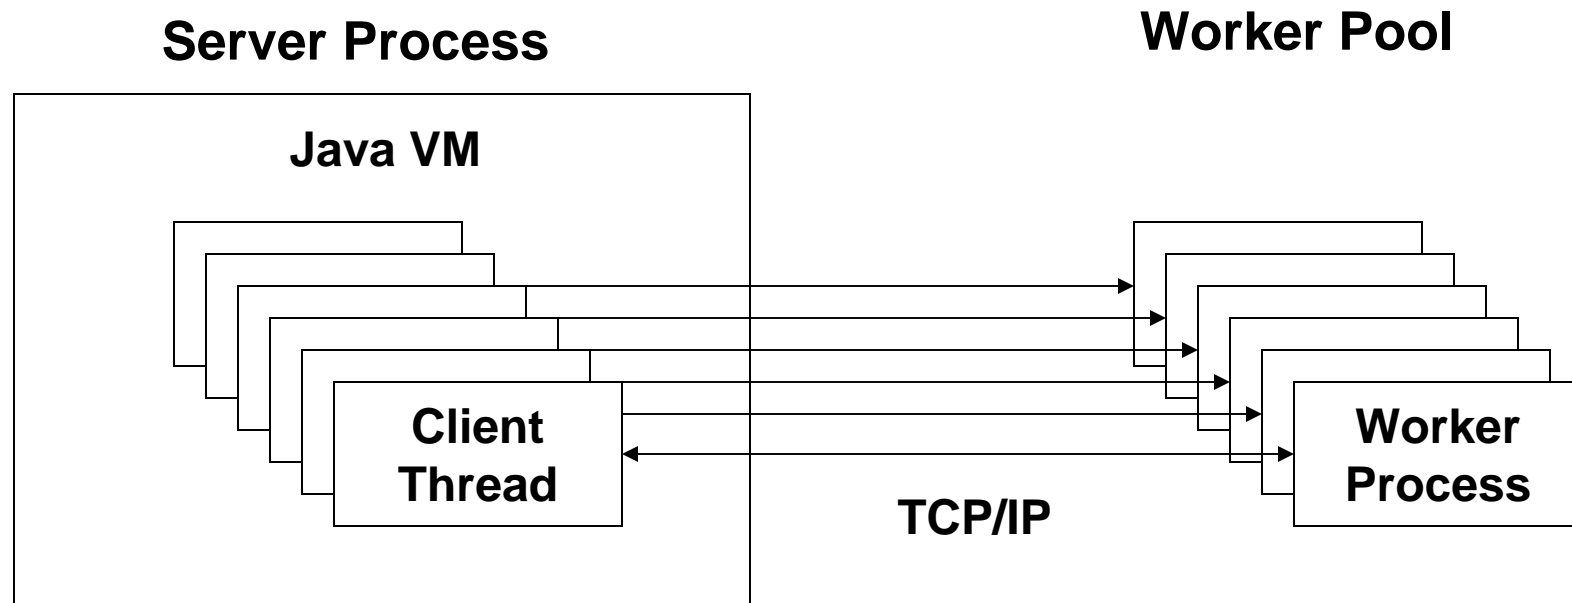 Server Process
Worker Pool
Java VM
Client
Thread
Worker
Process
TCP/IP